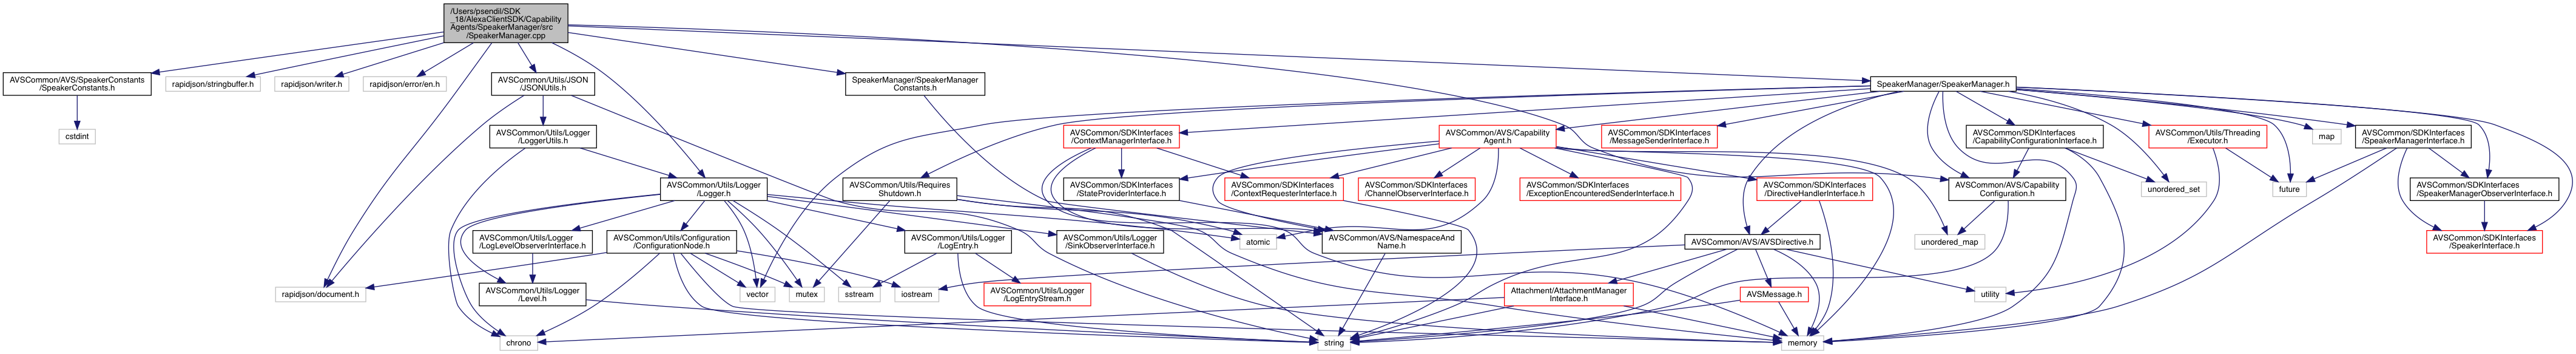 /Users/psendil/SDK
_18/AlexaClientSDK/Capability
Agents/SpeakerManager/src
/SpeakerManager.cpp
AVSCommon/AVS/SpeakerConstants
/SpeakerConstants.h
rapidjson/stringbuffer.h
rapidjson/writer.h
rapidjson/error/en.h
AVSCommon/Utils/JSON
/JSONUtils.h
SpeakerManager/SpeakerManager
Constants.h
SpeakerManager/SpeakerManager.h
cstdint
AVSCommon/Utils/Logger
/LoggerUtils.h
AVSCommon/SDKInterfaces
/ContextManagerInterface.h
AVSCommon/AVS/Capability
Agent.h
AVSCommon/SDKInterfaces
/MessageSenderInterface.h
AVSCommon/SDKInterfaces
/CapabilityConfigurationInterface.h
AVSCommon/Utils/Threading
/Executor.h
map
AVSCommon/SDKInterfaces
/SpeakerManagerInterface.h
AVSCommon/Utils/Logger
/Logger.h
AVSCommon/Utils/Requires
Shutdown.h
AVSCommon/SDKInterfaces
/StateProviderInterface.h
AVSCommon/SDKInterfaces
/ContextRequesterInterface.h
AVSCommon/SDKInterfaces
/ChannelObserverInterface.h
AVSCommon/SDKInterfaces
/ExceptionEncounteredSenderInterface.h
AVSCommon/SDKInterfaces
/DirectiveHandlerInterface.h
AVSCommon/AVS/Capability
Configuration.h
unordered_set
future
AVSCommon/SDKInterfaces
/SpeakerManagerObserverInterface.h
AVSCommon/Utils/Logger
/LogLevelObserverInterface.h
AVSCommon/Utils/Configuration
/ConfigurationNode.h
AVSCommon/Utils/Logger
/LogEntry.h
AVSCommon/Utils/Logger
/SinkObserverInterface.h
atomic
AVSCommon/AVS/NamespaceAnd
Name.h
AVSCommon/AVS/AVSDirective.h
unordered_map
AVSCommon/SDKInterfaces
/SpeakerInterface.h
rapidjson/document.h
AVSCommon/Utils/Logger
/Level.h
vector
mutex
sstream
iostream
AVSCommon/Utils/Logger
/LogEntryStream.h
Attachment/AttachmentManager
Interface.h
AVSMessage.h
utility
chrono
string
memory